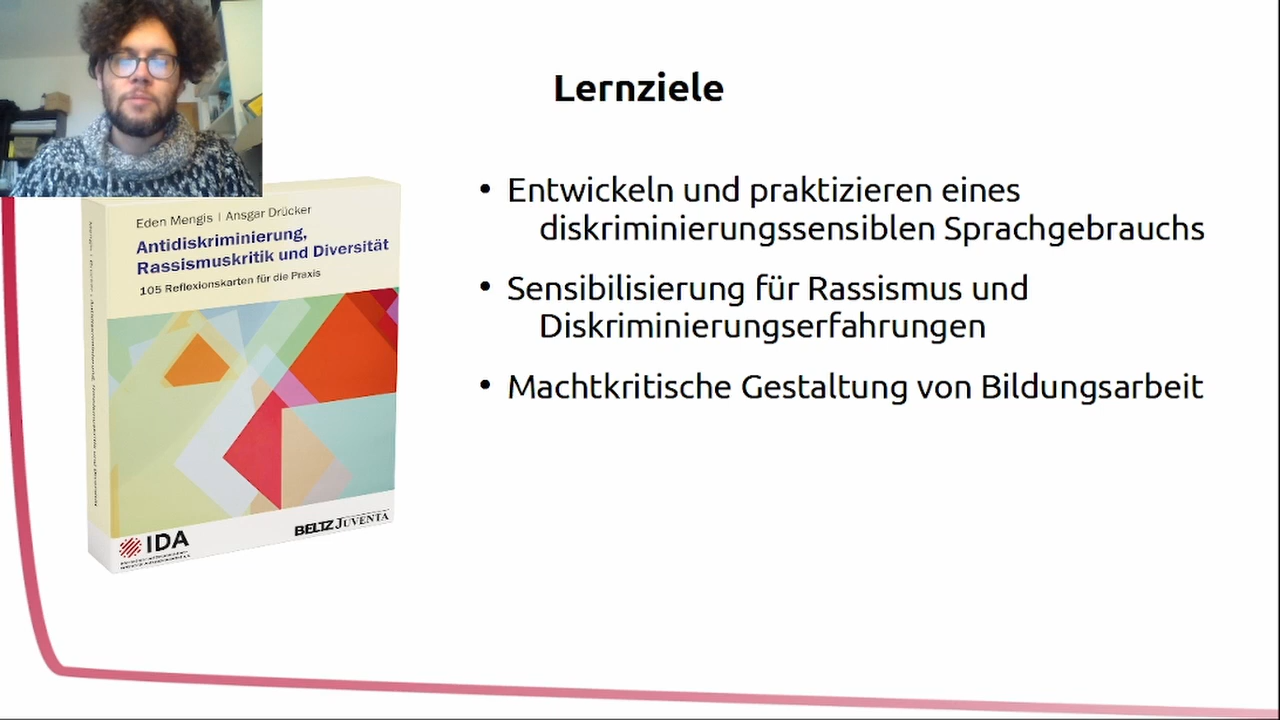 Lernziele
• Entwickeln und praktizieren eines
diskriminierungssensiblen Sprachgebrauchs
• Sensibilisierung für Rassismus und
Diskriminierungserfahrungen
• Machtkritische Gestaltung von Bildungsarbeit
Eden Mengis | Ansgar Drücker
Antidiskriminierung,
Rassismuskritik und Diversität
105 Reflexionskarten für die Praxis
IDA
BELTZ JUVENTA